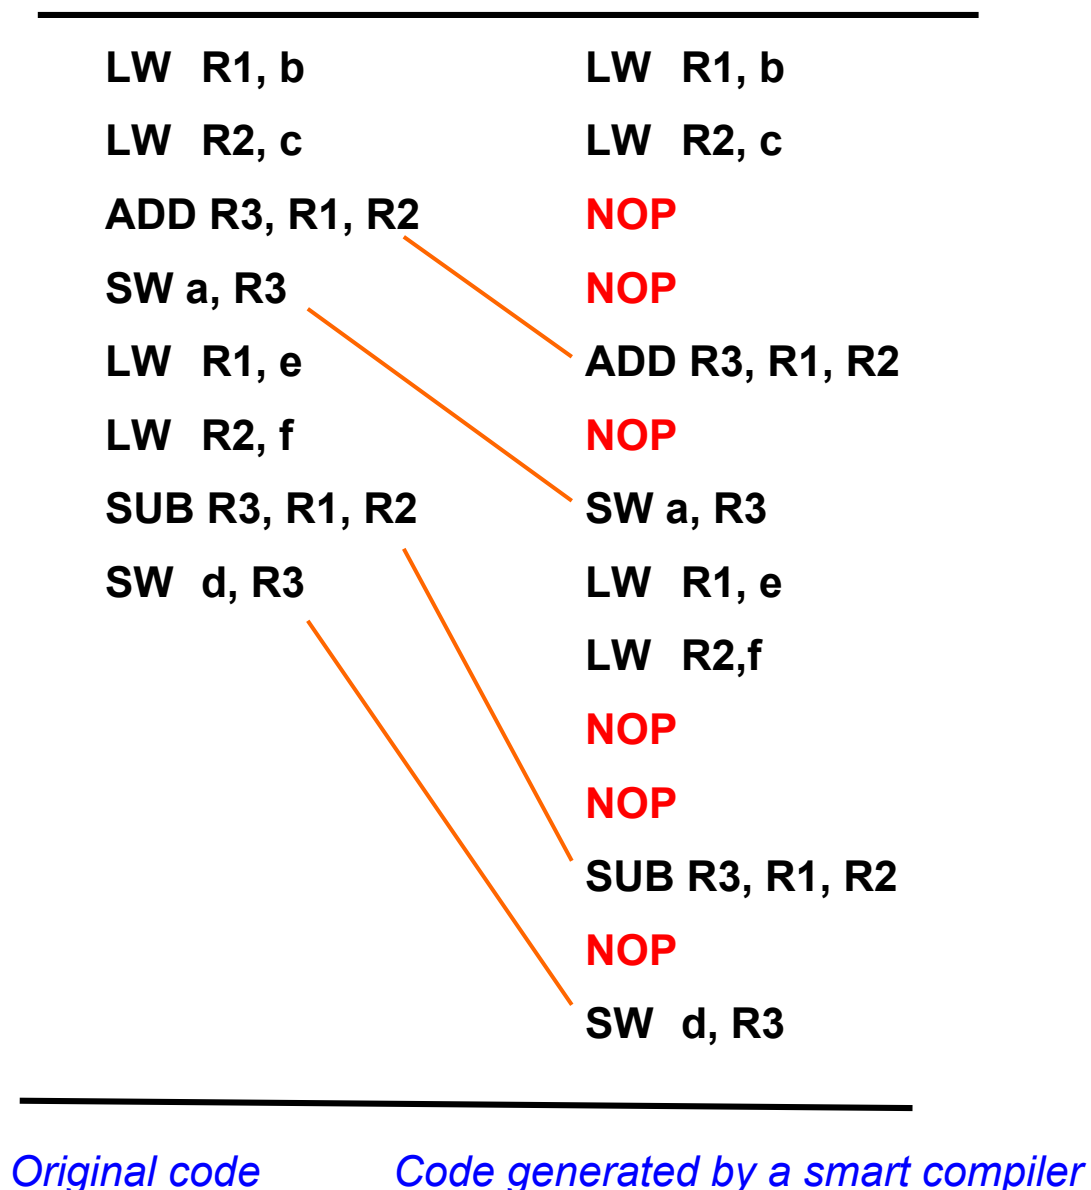 LW R1, b
LW R2, c
ADD R3, R1, R2
SW a, R3
LW R1, e
LW R2, f
SUB R3, R1, R2
SW d, R3
LW R1, b
LW R2, c
NOP
NOP
ADD R3, R1, R2
NOP
SW a, R3
LW R1, e
LW R2,f
NOP
NOP
SUB R3, R1, R2
NOP
SW d, R3
Original code
Code generated by a smart compiler